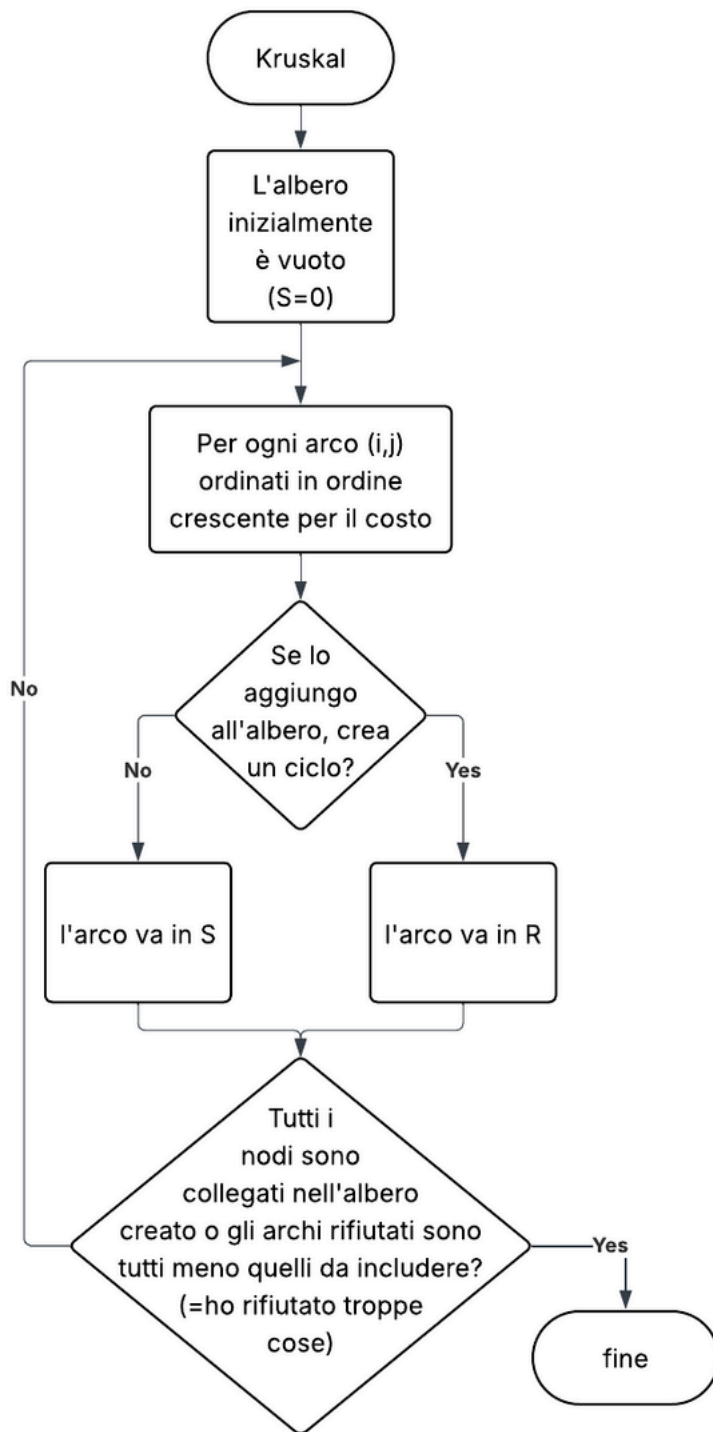 Kruskal
L'albero
inizialmente
è vuoto
(S=0)
Per ogni arco (i,j)
ordinati in ordine
crescente per il costo
Se lo
aggiungo
all'albero, crea
un ciclo?
No
No
Yes
l'arco va in S
l'arco va in R
Tutti i
nodi sono
collegati nell'albero
creato o gli archi rifiutati sono
tutti meno quelli da includere?
(=ho rifiutato troppe
cose)
Yes
fine